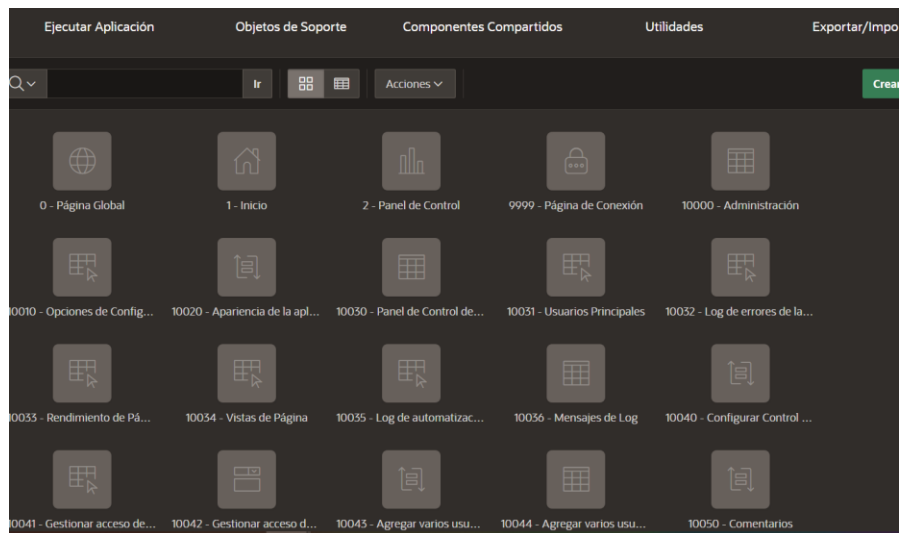 Ejecutar Aplicación Objetos de Soporte Componentes Compartidos Utilidades Exportar/Impo
Ir Acciones Crear
0 - Página Global 1 - Inicio 2 - Panel de Control 9999 - Página de Conexión 10000 - Administración
10010 - Opciones de Config... 10020 - Apariencia de la apl... 10030 - Panel de Control de... 10031 - Usuarios Principales 10032 - Log de errores de la...
10033 - Rendimiento de Pá... 10034 - Vistas de Página 10035 - Log de automatizac... 10036 - Mensajes de Log 10040 - Configurar Control ...
10041 - Gestionar acceso de... 10042 - Gestionar acceso d... 10043 - Agregar varios usu... 10044 - Agregar varios usu... 10050 - Comentarios